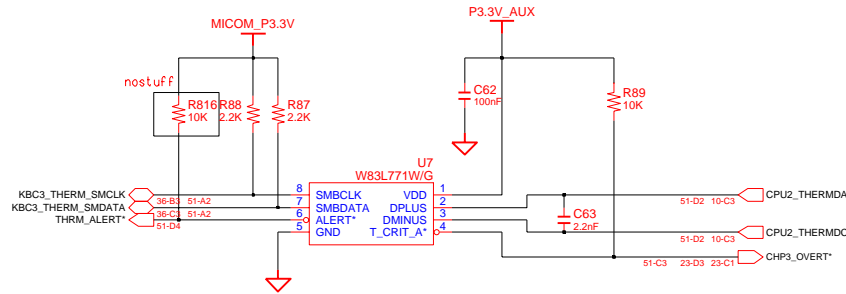 MICOM_P3.3V
P3.3V_AUX
nostuff
R816
10K
R88
2.2K
R87
2.2K
C62
100nF
R89
10K
U7
W83L771W/G
KBC3_THERM_SMCLK
36-B3 51-A2
8
SMBCLK
VDD
1
KBC3_THERM_SMDATA
36-C3 51-A2
7
SMBDATA
DPLUS
2
51-D2 10-C3
CPU2_THERMDA
THRM_ALERT*
51-D4
6
ALERT*
DMINUS
3
C63
2.2nF
51-D2 10-C3
CPU2_THERMDC
5
GND
T_CRIT_A*
4
51-C3 23-D3 23-C1
CHP3_OVERT*